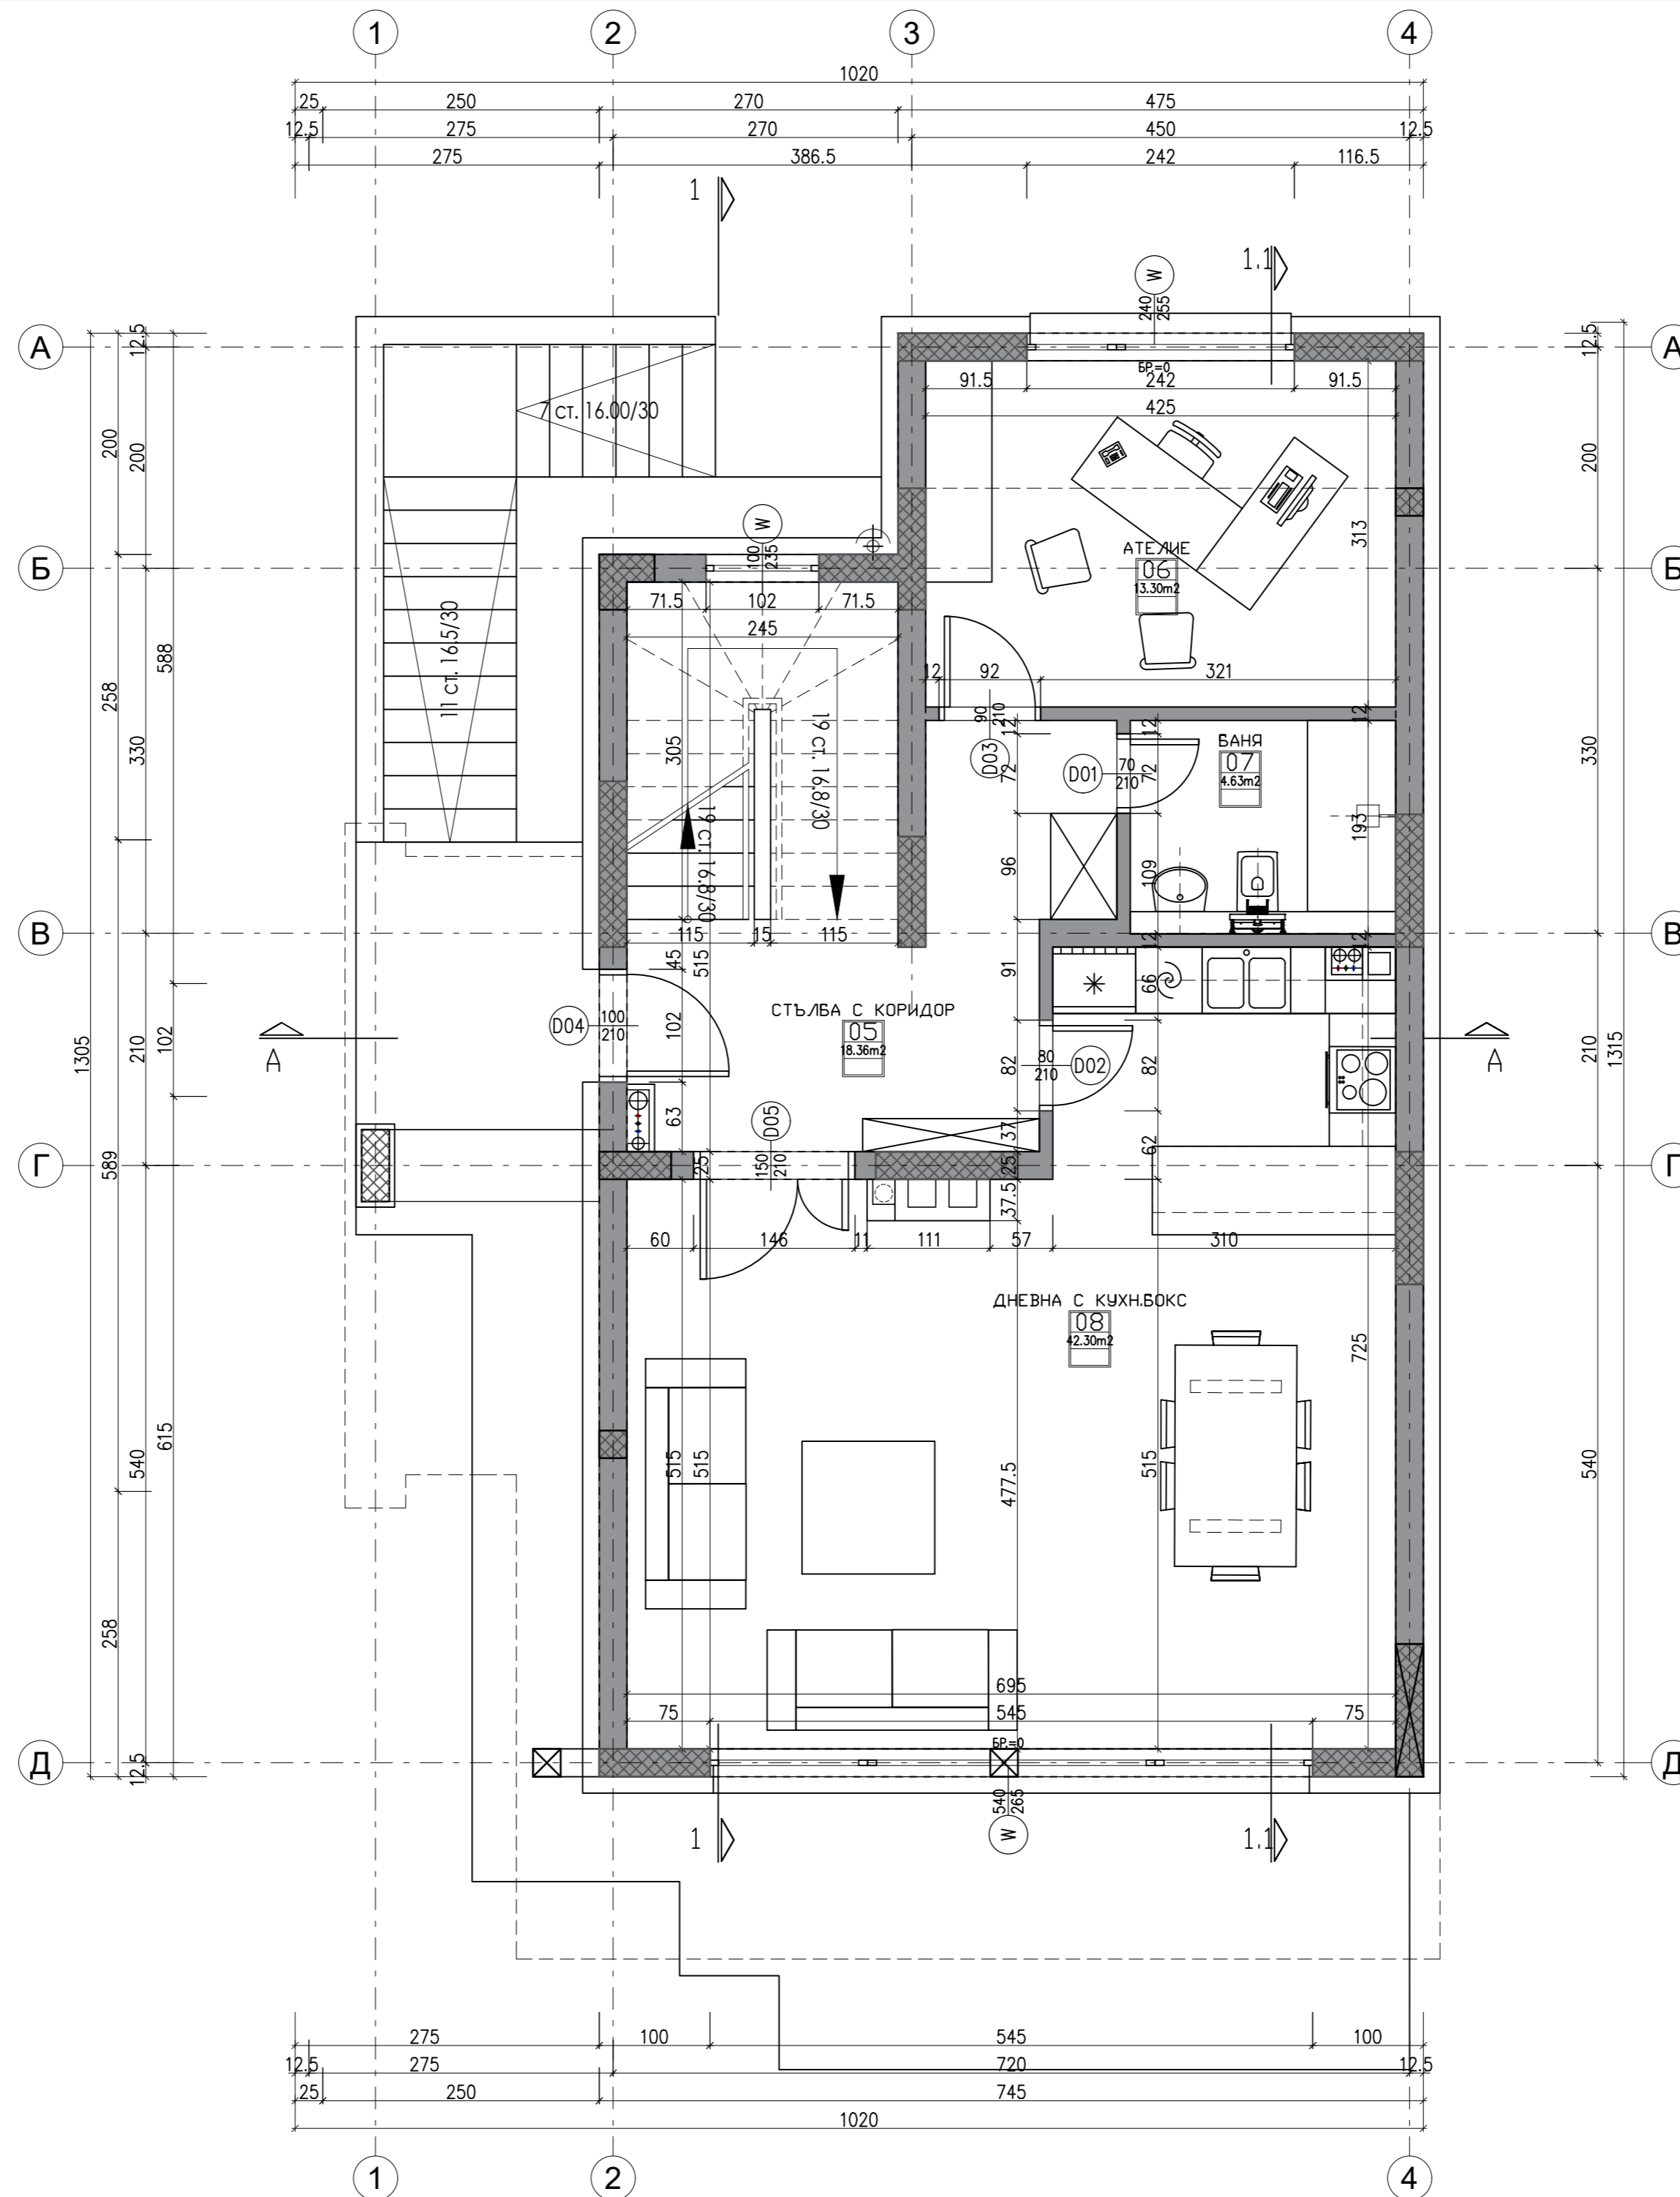 1 2 3 4
1020
25 250 270 475
12.5 275 270 450 12.5
275 386.5 242 116.5
1 1.1
W
240
255
А А
12.5 12.5
БР.=0
91.5 242 91.5
425
7 ст. 16.00/30
200 200 200
W
100
235
313
АТЕЛИЕ
06
13.30m2
Б Б
71.5 102 71.5
245
11 ст. 16.5/30
588
258
12 92 321
90
210
12 12 12
D03
72
D01
70
210
72
БАНЯ
07
4.63m2
305
19 ст. 16.8/30
19 ст. 16.8/30
330 330
193
96 109
В В
115 15 115
12 12
45 515 91 66
СТЪЛБА С КОРИДОР
05
18.36m2
D04
100
210
102
1305 210 102
А А
82
80
210
D02
82
210 1315
63
D05
150
210
37
62
Г Г
25 25
589
37.5
60 146 11 111 57 310
ДНЕВНА С КУХН.БОКС
08
42.30m2
725
615
540 515 515 477.5 515 540
258
695
75 545 75
БР.=0
Д Д
12.5
540
265
W
1 1.1
275 100 545 100
12.5 275 720 12.5
25 250 745
1020
1 2 4